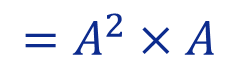 = A² × A